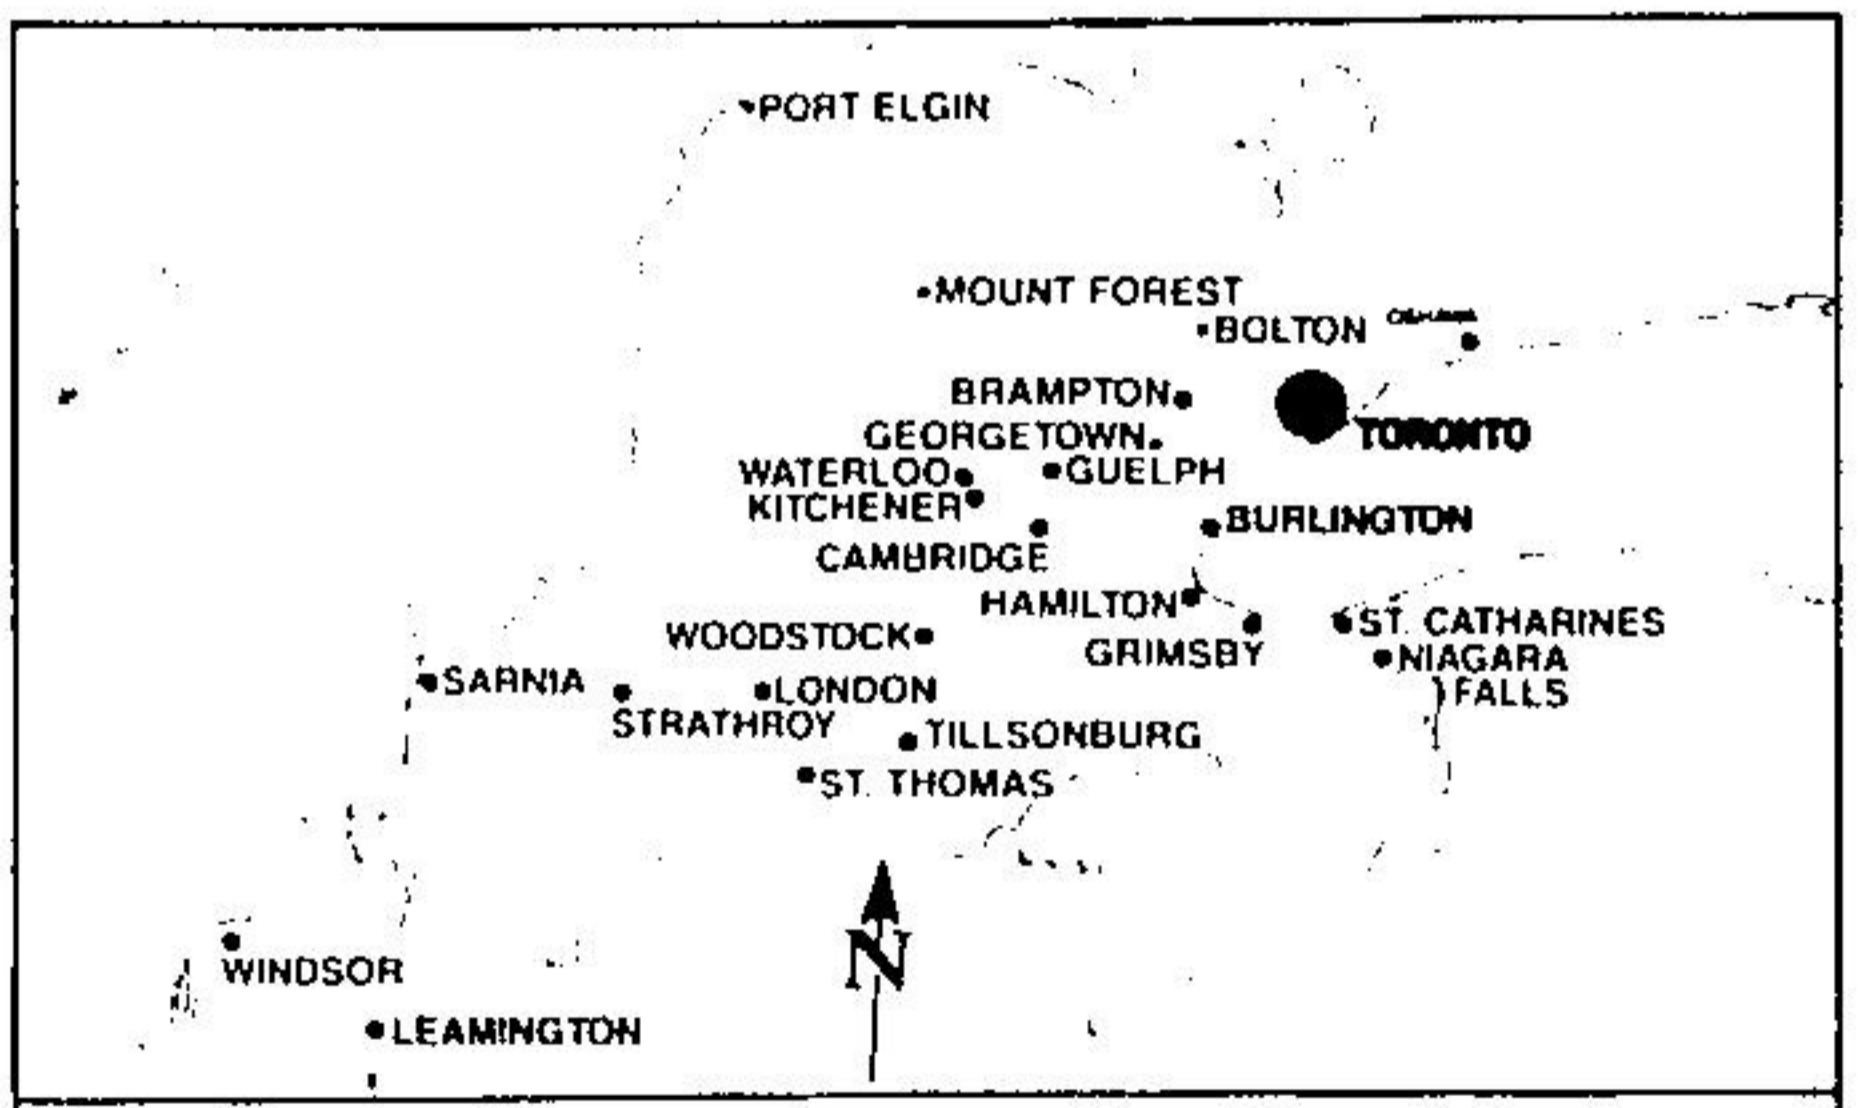 PORT ELGIN
MOUNT FOREST
BOLTON
OSHAWA
BRAMPTON
TORONTO
GEORGETOWN
WATERLOO
GUELPH
KITCHENER
BURLINGTON
CAMBRIDGE
HAMILTON
ST. CATHARINES
WOODSTOCK
GRIMSBY
NIAGARA
FALLS
SARNIA
LONDON
STRATHROY
TILLSONBURG
ST. THOMAS
N
WINDSOR
LEAMINGTON